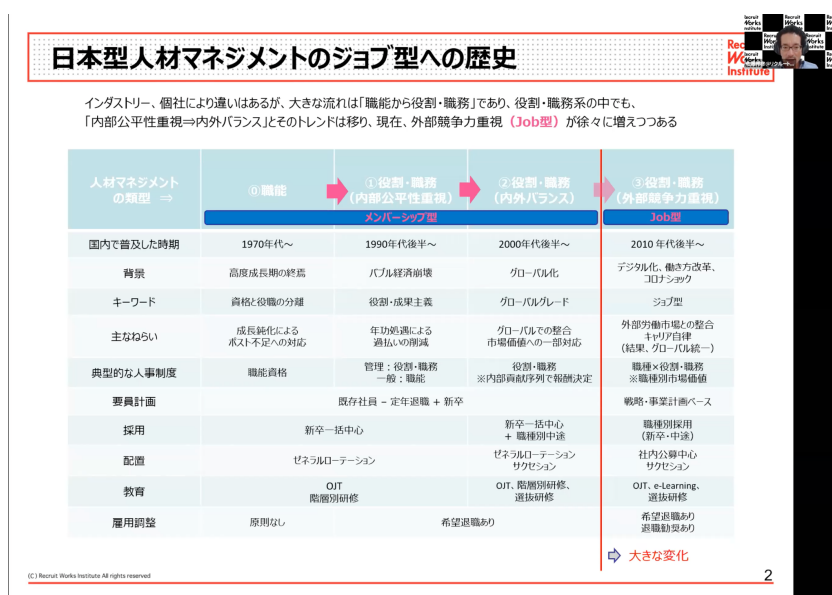 日本型人材マネジメントのジョブ型への歴史
Recruit
Works
Institute
インダストリー、個社により違いはあるが、大きな流れは「職能から役割・職務」であり、役割・職務系の中でも、
「内部公平性重視⇒内外バランス」とそのトレンドは移り、現在、外部競争力重視（Job型）が徐々に増えつつある
人材マネジメント
の類型 ⇒
⓪職能
①役割・職務
（内部公平性重視）
②役割・職務
（内外バランス）
③役割・職務
（外部競争力重視）
メンバーシップ型
Job型
国内で普及した時期
1970年代～
1990年代後半～
2000年代後半～
2010 年代後半～
背景
高度成長期の終焉
バブル経済崩壊
グローバル化
デジタル化、働き方改革、
コロナショック
キーワード
資格と役職の分離
役割・成果主義
グローバルグレード
ジョブ型
主なねらい
成長鈍化による
ポスト不足への対応
年功処遇による
過払いの削減
グローバルでの整合
市場価値への一部対応
外部労働市場との整合
キャリア自律
（結果、グローバル統一）
典型的な人事制度
職能資格
管理：役割・職務
一般：職能
役割・職務
※内部貢献序列で報酬決定
職種×役割・職務
※職種別市場価値
要員計画
既存社員 – 定年退職 + 新卒
戦略・事業計画ベース
採用
新卒一括中心
新卒一括中心
+ 職種別中途
職種別採用
（新卒・中途）
配置
ゼネラルローテーション
ゼネラルローテーション
サクセション
社内公募中心
サクセション
教育
OJT
階層別研修
OJT、階層別研修、
選抜研修
OJT、e-Learning、
選抜研修
雇用調整
原則なし
希望退職あり
希望退職あり
退職勧奨あり
大きな変化
(C) Recruit Works Institute All rights reserved
2